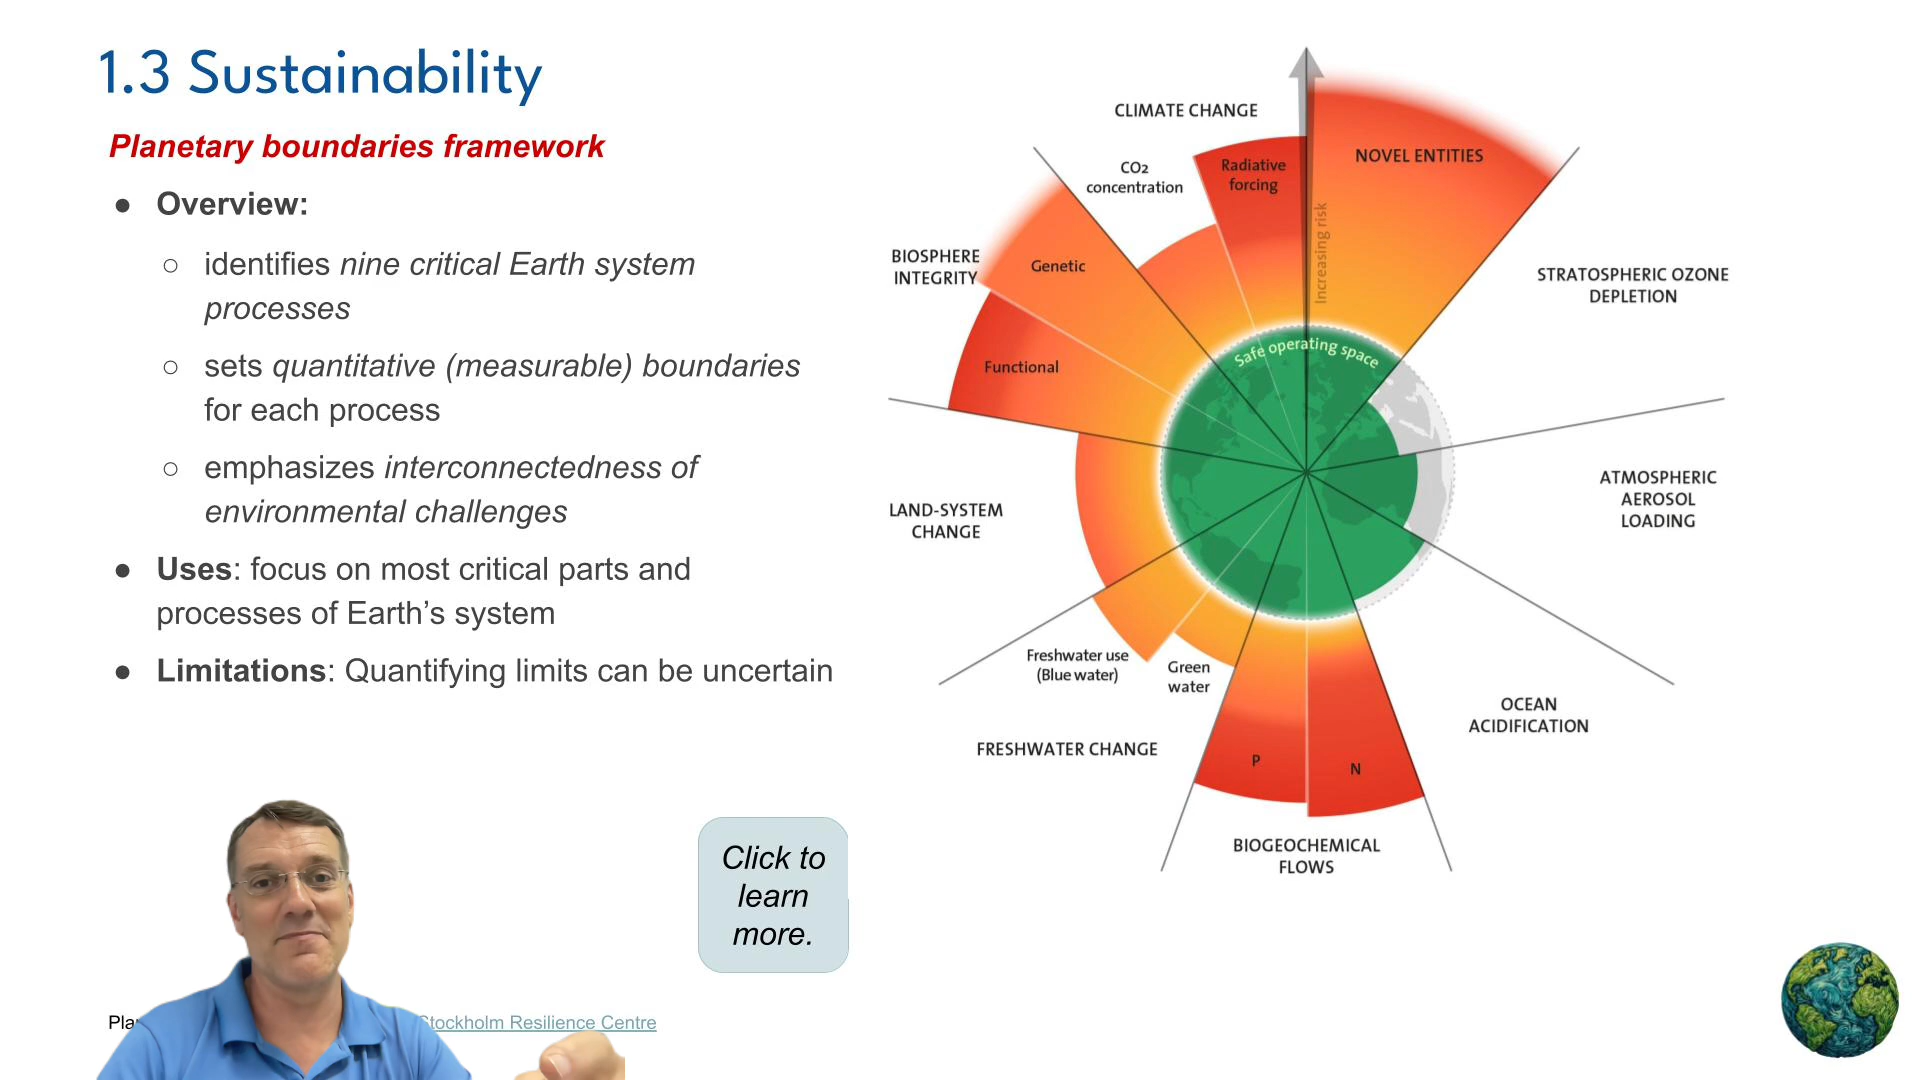 1.3 Sustainability
Planetary boundaries framework
● Overview:
○ identifies nine critical Earth system
processes
○ sets quantitative (measurable) boundaries
for each process
○ emphasizes interconnectedness of
environmental challenges
● Uses: focus on most critical parts and
processes of Earth’s system
● Limitations: Quantifying limits can be uncertain
Click to
learn
more.
Stockholm Resilience Centre
CLIMATE CHANGE
CO2
concentration
Radiative
forcing
Increasing risk
NOVEL ENTITIES
STRATOSPHERIC OZONE
DEPLETION
ATMOSPHERIC
AEROSOL
LOADING
OCEAN
ACIDIFICATION
BIOGEOCHEMICAL
FLOWS
P
N
FRESHWATER CHANGE
Freshwater use
(Blue water)
Green
water
LAND-SYSTEM
CHANGE
BIOSPHERE
INTEGRITY
Genetic
Functional
Safe operating space